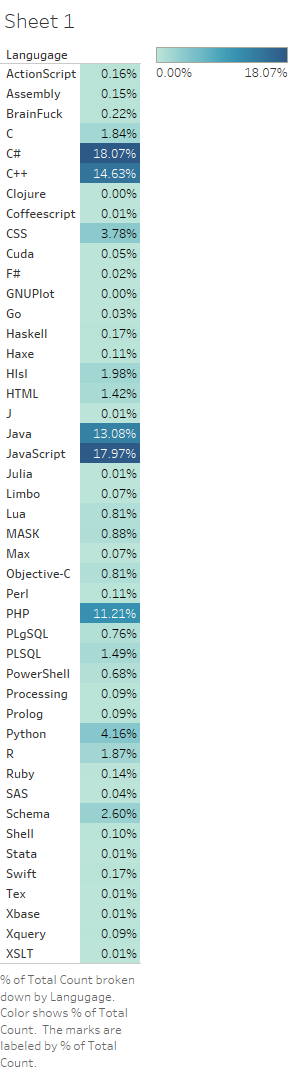 Sheet 1
Langugage
0.00% 18.07%
ActionScript 0.16%
Assembly 0.15%
BrainFuck 0.22%
C 1.84%
C# 18.07%
C++ 14.63%
Clojure 0.00%
Coffeescript 0.01%
CSS 3.78%
Cuda 0.05%
F# 0.02%
GNUPlot 0.00%
Go 0.03%
Haskell 0.17%
Haxe 0.11%
Hlsl 1.98%
HTML 1.42%
J 0.01%
Java 13.08%
JavaScript 17.97%
Julia 0.01%
Limbo 0.07%
Lua 0.81%
MASK 0.88%
Max 0.07%
Objective-C 0.81%
Perl 0.11%
PHP 11.21%
PLgSQL 0.76%
PLSQL 1.49%
PowerShell 0.68%
Processing 0.09%
Prolog 0.09%
Python 4.16%
R 1.87%
Ruby 0.14%
SAS 0.04%
Schema 2.60%
Shell 0.10%
Stata 0.01%
Swift 0.17%
Tex 0.01%
Xbase 0.01%
Xquery 0.09%
XSLT 0.01%
% of Total Count broken
down by Langugage.
Color shows % of Total
Count. The marks are
labeled by % of Total
Count.